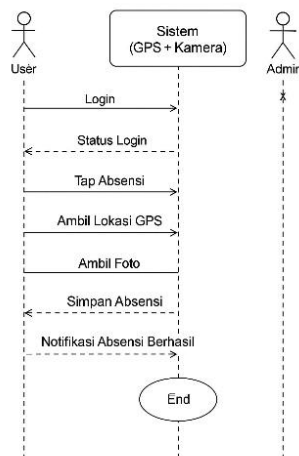 User
Sistem
(GPS + Kamera)
Admin
Login
Status Login
Tap Absensi
Ambil Lokasi GPS
Ambil Foto
Simpan Absensi
Notifikasi Absensi Berhasil
End